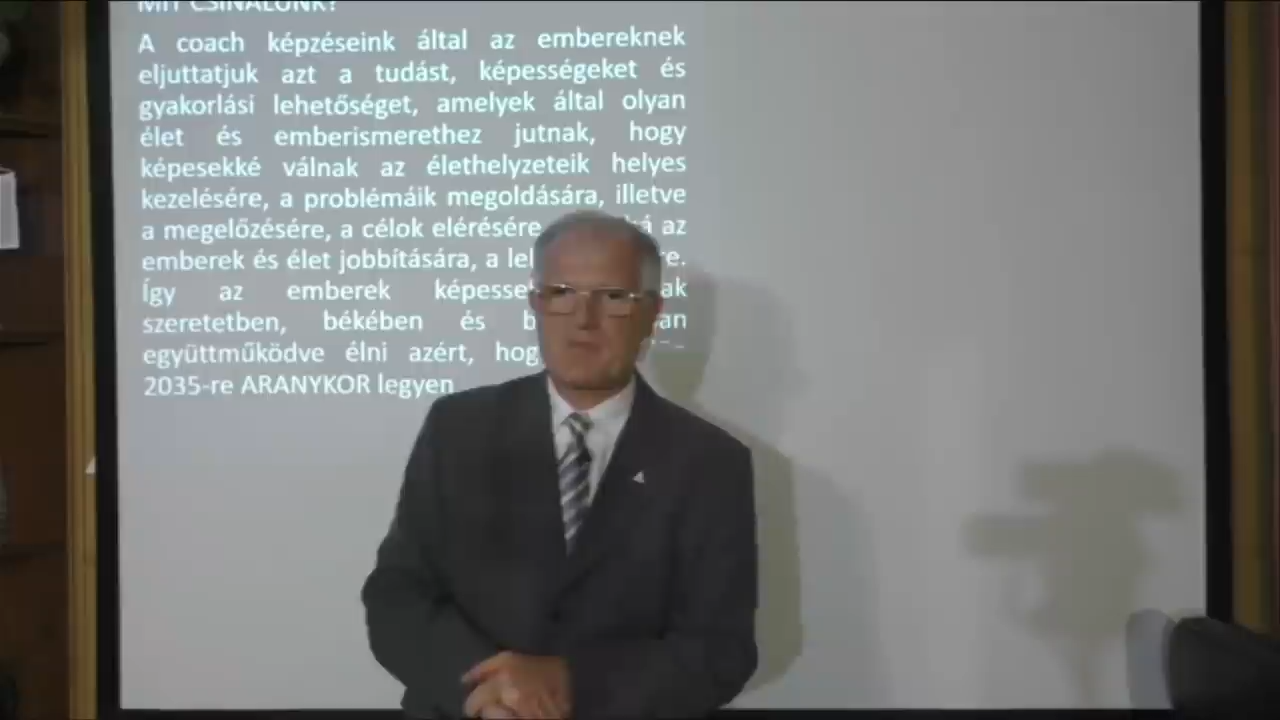 MIT CSINÁLUNK?
A coach képzéseink által az embereknek
eljuttatjuk azt a tudást, képességeket és
gyakorlási lehetőséget, amelyek által olyan
élet és emberismerethez jutnak, hogy
képesekké válnak az élethelyzeteik helyes
kezelésére, a problémáik megoldására, illetve
a megelőzésére, a célok elérésére az
emberek és élet jobbítására, a
Így az emberek
szeretetben, békében és
együttműködve élni azért,
2035-re ARANYKOR legyen